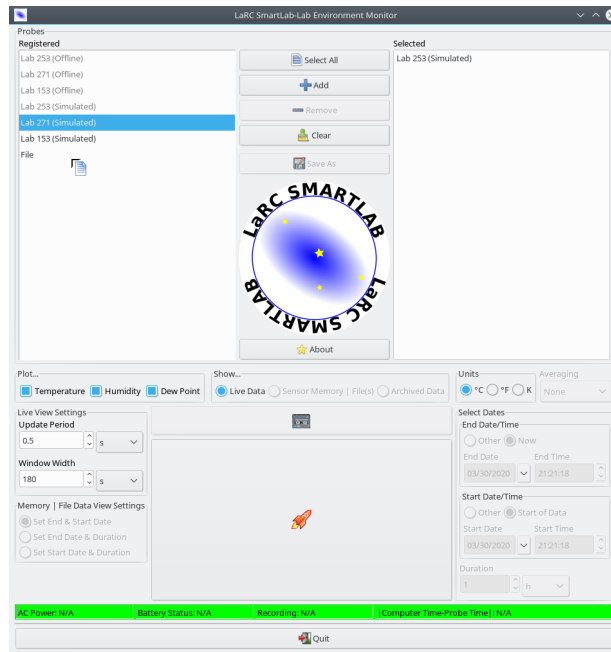 LaRC SmartLab-Lab Environment Monitor
Probes
Registered
Selected
Lab 253 (Offline)
Lab 271 (Offline)
Lab 153 (Offline)
Lab 253 (Simulated)
Lab 271 (Simulated)
Lab 153 (Simulated)
File
Select All
Add
Remove
Clear
Save As
LaRC SMARTLAB
LaRC SMARTLAB
About
Lab 253 (Simulated)
Plot...
Temperature Humidity Dew Point
Show...
Live Data Sensor Memory | File(s) Archived Data
Units
°C °F K
Averaging
None
Live View Settings
Update Period
0.5 s
Window Width
180 s
Memory | File Data View Settings
Set End & Start Date
Set End Date & Duration
Set Start Date & Duration
Select Dates
End Date/Time
Other Now
End Date End Time
03/30/2020 21:21:18
Start Date/Time
Other Start of Data
Start Date Start Time
03/30/2020 21:21:18
Duration
1 h
AC Power: N/A Battery Status: N/A Recording: N/A |Computer Time-Probe Time|: N/A
Quit